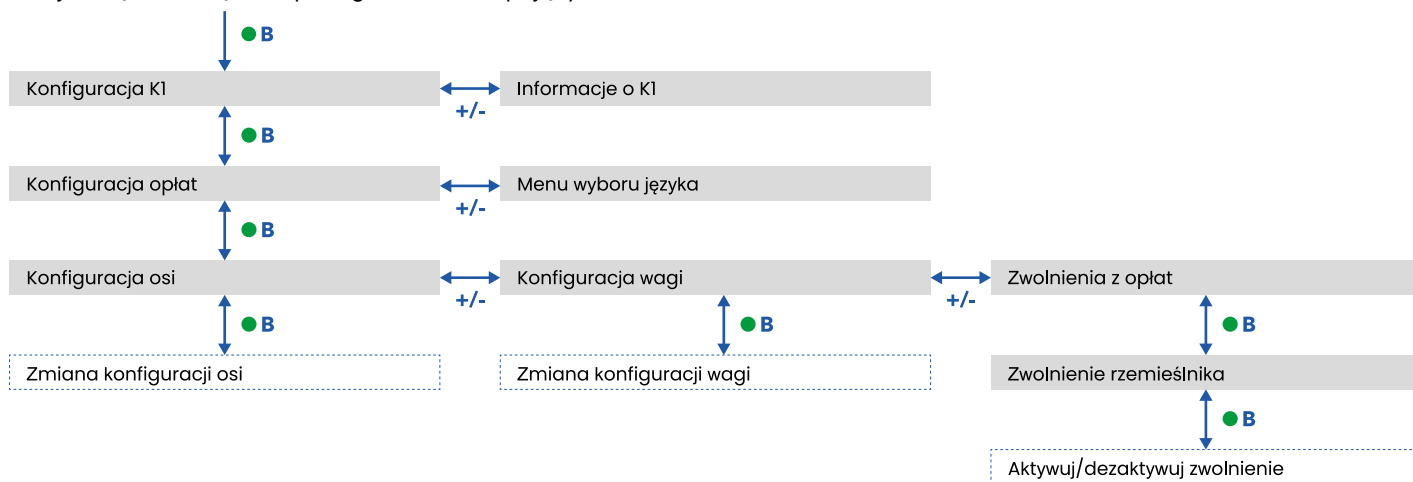 B
Konfiguracja K1
+/-
Informacje o K1
B
Konfiguracja opłat
+/-
Menu wyboru języka
B
Konfiguracja osi
+/-
Konfiguracja wagi
+/-
Zwolnienia z opłat
B
B
B
Zmiana konfiguracji osi
Zmiana konfiguracji wagi
Zwolnienie rzemieślnika
B
Aktywuj/dezaktywuj zwolnienie